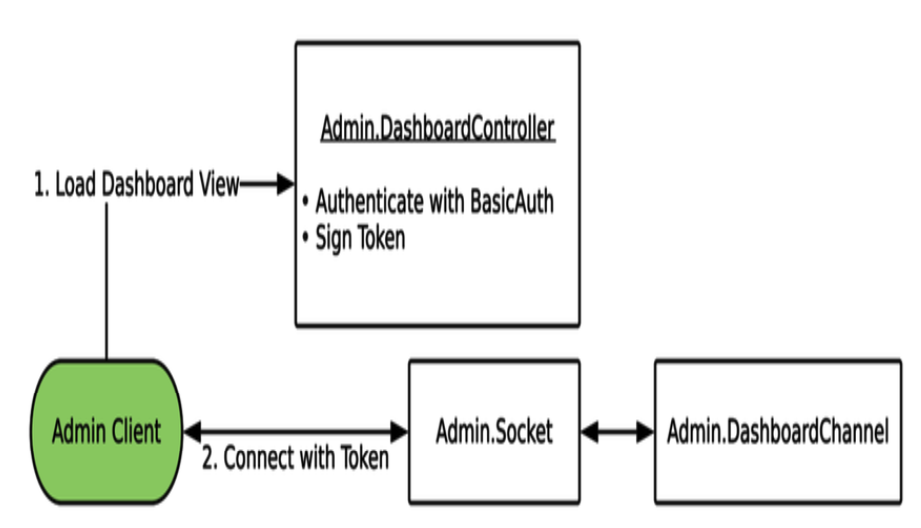 Admin.DashboardController
1. Load Dashboard View
• Authenticate with BasicAuth
• Sign Token
Admin Client
2. Connect with Token
Admin.Socket
Admin.DashboardChannel